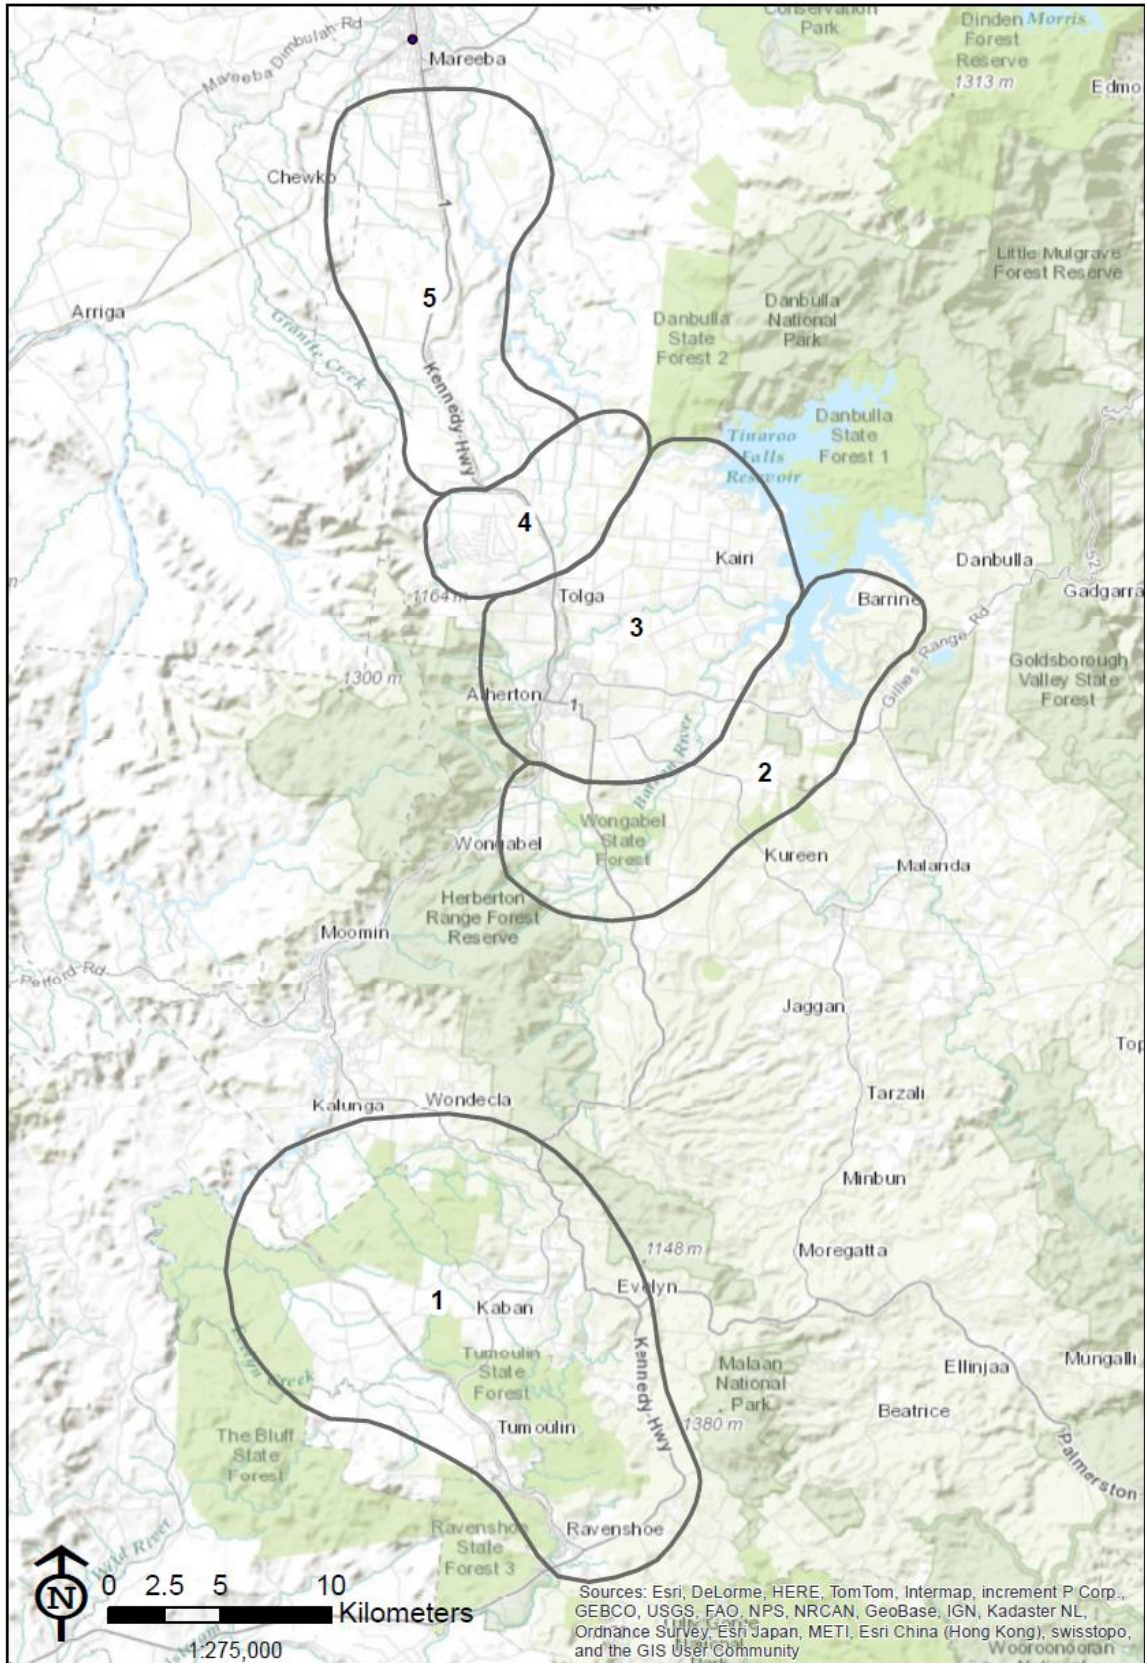 Conservation
Park
Dinden
Forest
Reserve
Morris
1313 m
Edmo
Mareeba Dimbulah Rd
Mareeba
Chewko
1
Little Mulgrave
Forest Reserve
5
Arriga
Danbulla
National
Park
Danbulla
State
Forest 2
Granite Creek
Kennedy Hwy
Tinaroo
Falls
Reservoir
Danbulla
State
Forest 1
4
Kairi
Danbulla
52
Gadgarra
1164 m
Tolga
Barrine
3
Gillies Range Rd
Goldsborough
Valley State
Forest
1300 m
Atherton
1
Barron River
2
Wongabel
State
Forest
Wongabel
Kureen
Malanda
Herberton
Range Forest
Reserve
Moomin
Petford Rd
Jaggan
Top
Tarzali
Kalunga
Wondecla
Minbun
1148 m
Moregatta
Evelyn
1
Kaban
Kennedy Hwy
Tumoulin
State
Forest
Malaan
National
Park
Ellinjaa
Mungalli
Creek
1380 m
Beatrice
Tumoulin
The Bluff
State
Forest
Palmerston
Ravenshoe
State
Forest 3
Ravenshoe
Wild River
N
0 2.5 5 10
Kilometers
1:275,000
Sources: Esri, DeLorme, HERE, TomTom, Intermap, increment P Corp.,
GEBCO, USGS, FAO, NPS, NRCAN, GeoBase, IGN, Kadaster NL,
Ordnance Survey, Esri Japan, METI, Esri China (Hong Kong), swisstopo,
and the GIS User Community
Wooroonooran